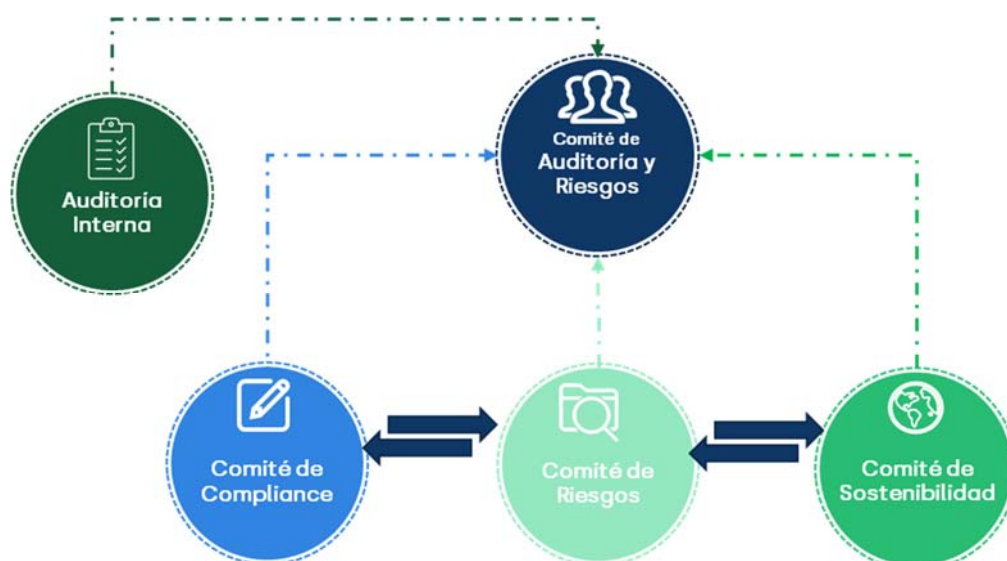 Comité de
Auditoría y
Riesgos
Auditoría
Interna
Comité de
Compliance
Comité de
Riesgos
Comité de
Sostenibilidad